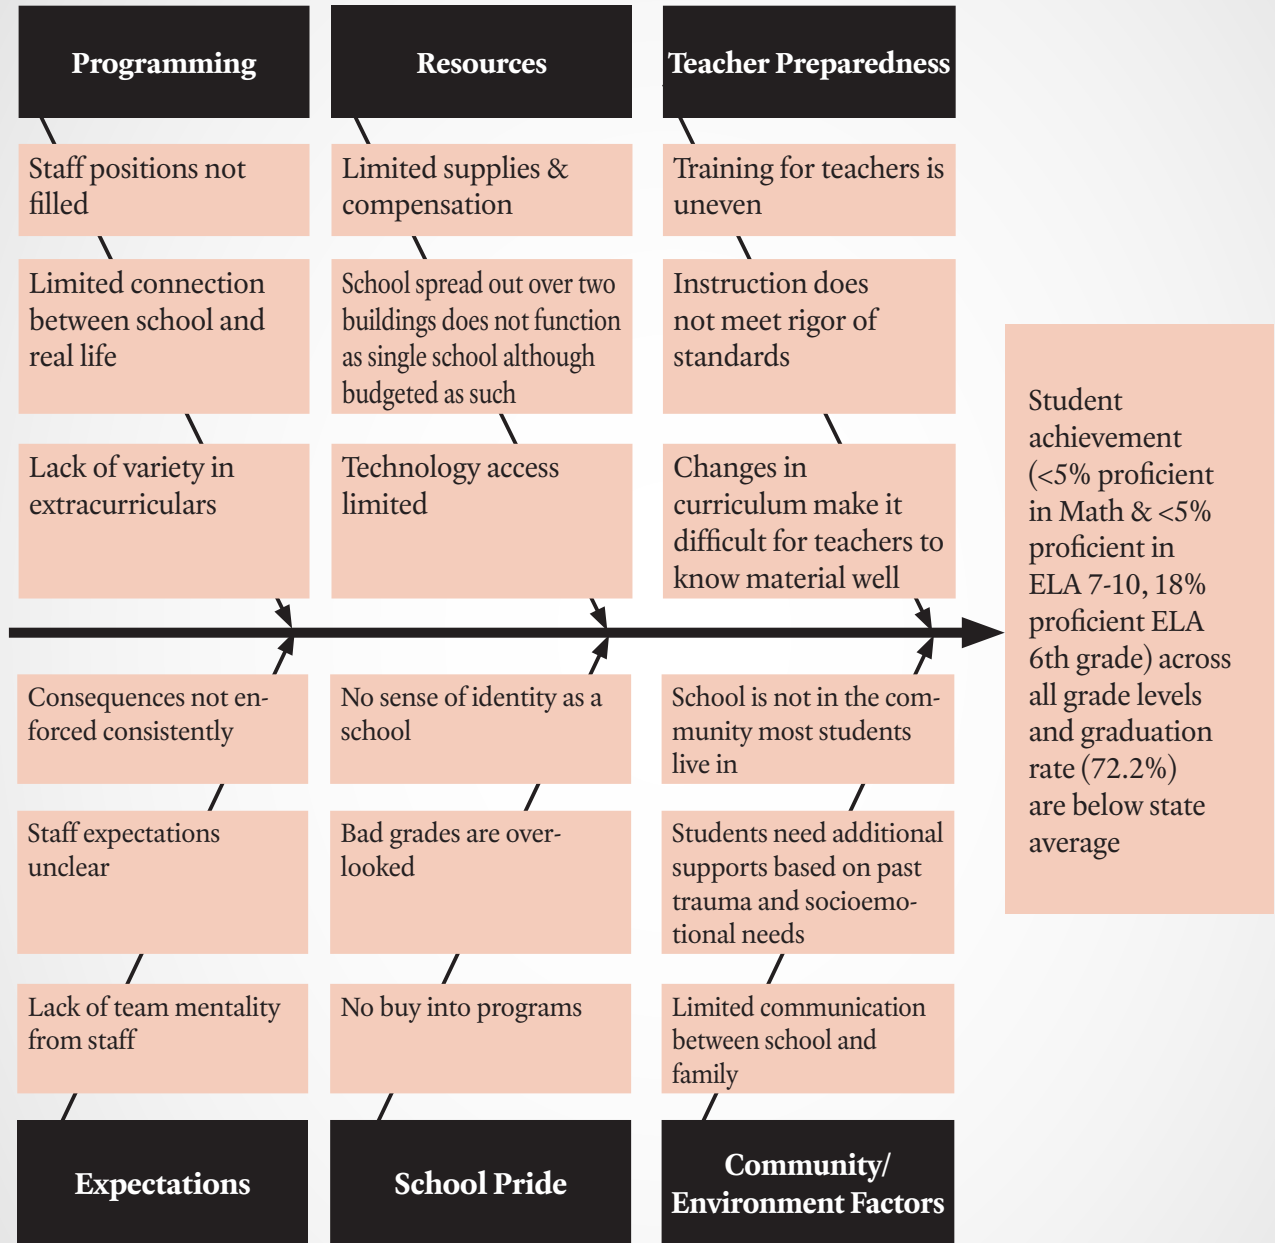 Programming
Staff positions not
filled
Limited connection
between school and
real life
Lack of variety in
extracurriculars
Resources
Limited supplies &
compensation
School spread out over two
buildings does not function
as single school although
budgeted as such
Technology access
limited
Teacher Preparedness
Training for teachers is
uneven
Instruction does
not meet rigor of
standards
Changes in
curriculum make it
difficult for teachers to
know material well
Consequences not en-
forced consistently
Staff expectations
unclear
Lack of team mentality
from staff
Expectations
No sense of identity as a
school
Bad grades are over-
looked
No buy into programs
School Pride
School is not in the com-
munity most students
live in
Students need additional
supports based on past
trauma and socioemo-
tional needs
Limited communication
between school and
family
Community/
Environment Factors
Student
achievement
(<5% proficient
in Math & <5%
proficient in
ELA 7-10, 18%
proficient ELA
6th grade) across
all grade levels
and graduation
rate (72.2%)
are below state
average